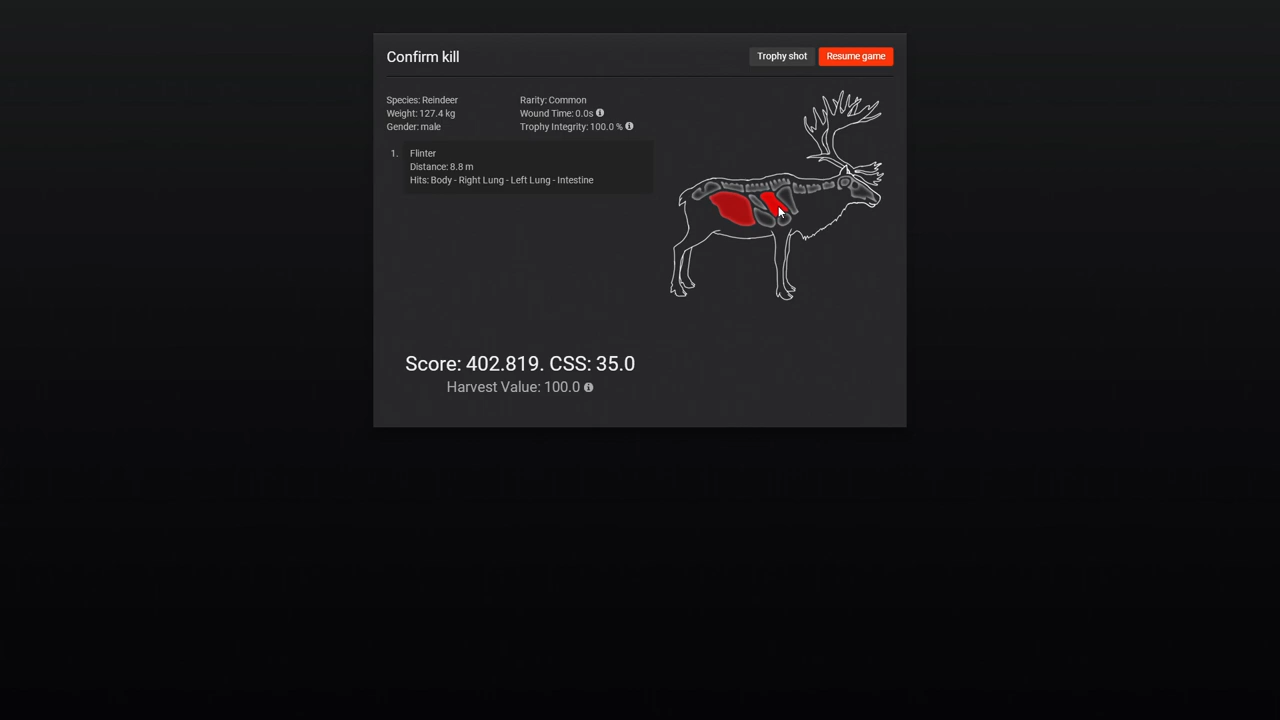 Confirm kill
Trophy shot
Resume game
Species: Reindeer
Weight: 127.4 kg
Gender: male
Rarity: Common
Wound Time: 0.0s
Trophy Integrity: 100.0 %
1. Flinter
Distance: 8.8 m
Hits: Body - Right Lung - Left Lung - Intestine
Score: 402.819. CSS: 35.0
Harvest Value: 100.0